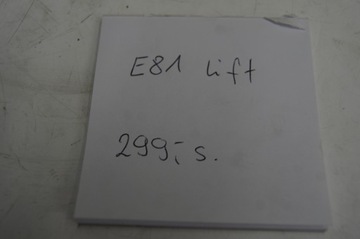 E81 Lift
299,- s.